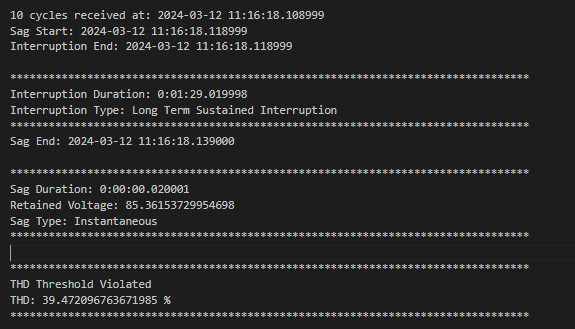 10 cycles received at: 2024-03-12 11:16:18.108999
Sag Start: 2024-03-12 11:16:18.118999
Interruption End: 2024-03-12 11:16:18.118999
********************************************************************************
Interruption Duration: 0:01:29.019998
Interruption Type: Long Term Sustained Interruption
********************************************************************************
Sag End: 2024-03-12 11:16:18.139000
********************************************************************************
Sag Duration: 0:00:00.020001
Retained Voltage: 85.36153729954698
Sag Type: Instantaneous
********************************************************************************
********************************************************************************
THD Threshold Violated
THD: 39.472096763671985 %
********************************************************************************